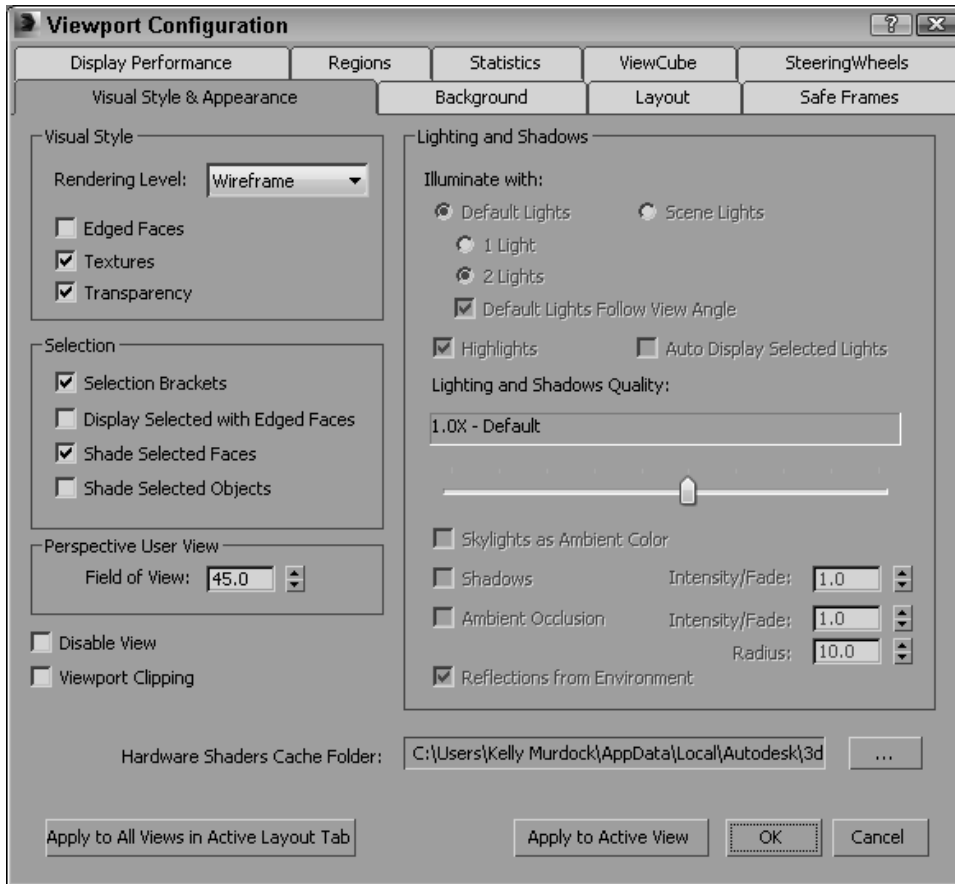 Viewport Configuration
Display Performance
Regions
Statistics
ViewCube
SteeringWheels
Visual Style & Appearance
Background
Layout
Safe Frames
Visual Style
Rendering Level: Wireframe
Edged Faces
Textures
Transparency
Selection
Selection Brackets
Display Selected with Edged Faces
Shade Selected Faces
Shade Selected Objects
Perspective User View
Field of View: 45.0
Disable View
Viewport Clipping
Lighting and Shadows
Illuminate with:
Default Lights
Scene Lights
1 Light
2 Lights
Default Lights Follow View Angle
Highlights
Auto Display Selected Lights
Lighting and Shadows Quality:
1.0X - Default
Skylights as Ambient Color
Shadows
Intensity/Fade: 1.0
Ambient Occlusion
Intensity/Fade: 1.0
Radius: 10.0
Reflections from Environment
Hardware Shaders Cache Folder: C:\Users\Kelly Murdock\AppData\Local\Autodesk\3d
...
Apply to All Views in Active Layout Tab
Apply to Active View
OK
Cancel